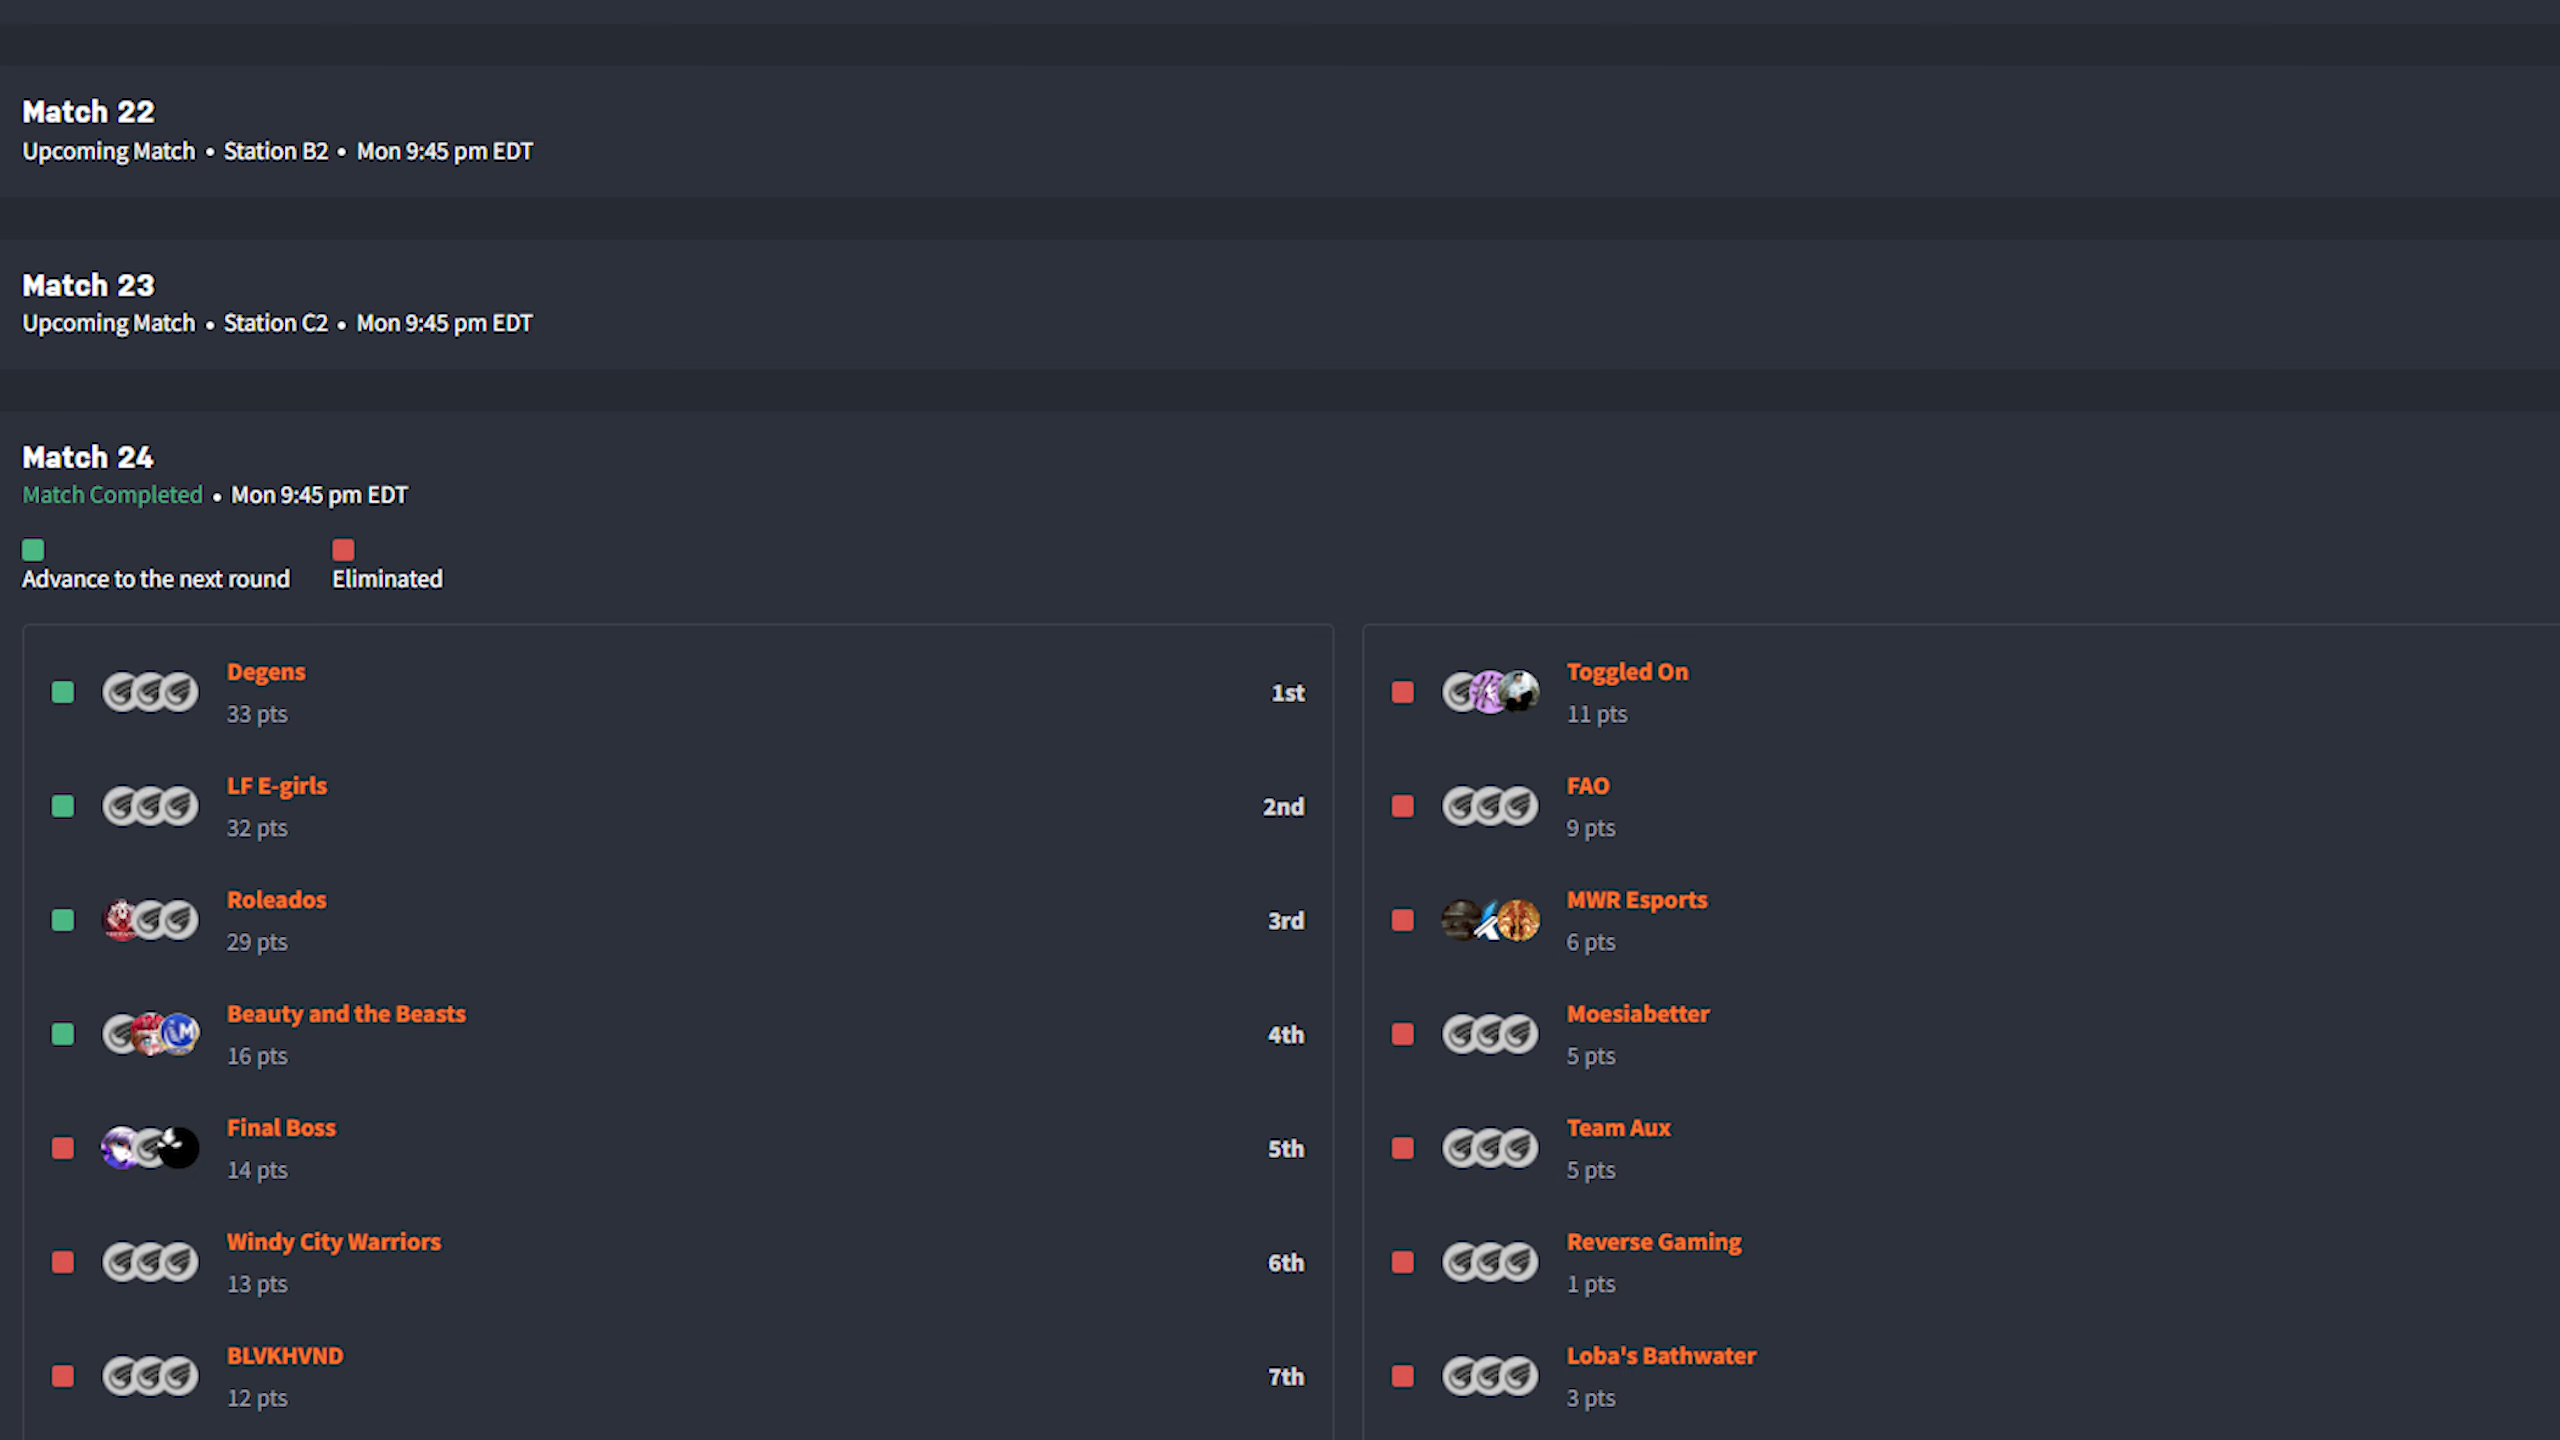 Match 22
Upcoming Match • Station B2 • Mon 9:45 pm EDT
Match 23
Upcoming Match • Station C2 • Mon 9:45 pm EDT
Match 24
Match Completed • Mon 9:45 pm EDT
Advance to the next round
Eliminated
Degens
33 pts
1st
LF E-girls
32 pts
2nd
Roleados
29 pts
3rd
Beauty and the Beasts
16 pts
4th
Final Boss
14 pts
5th
Windy City Warriors
13 pts
6th
BLVKHVND
12 pts
7th
Toggled On
11 pts
FAO
9 pts
MWR Esports
6 pts
Moesiabetter
5 pts
Team Aux
5 pts
Reverse Gaming
1 pts
Loba's Bathwater
3 pts